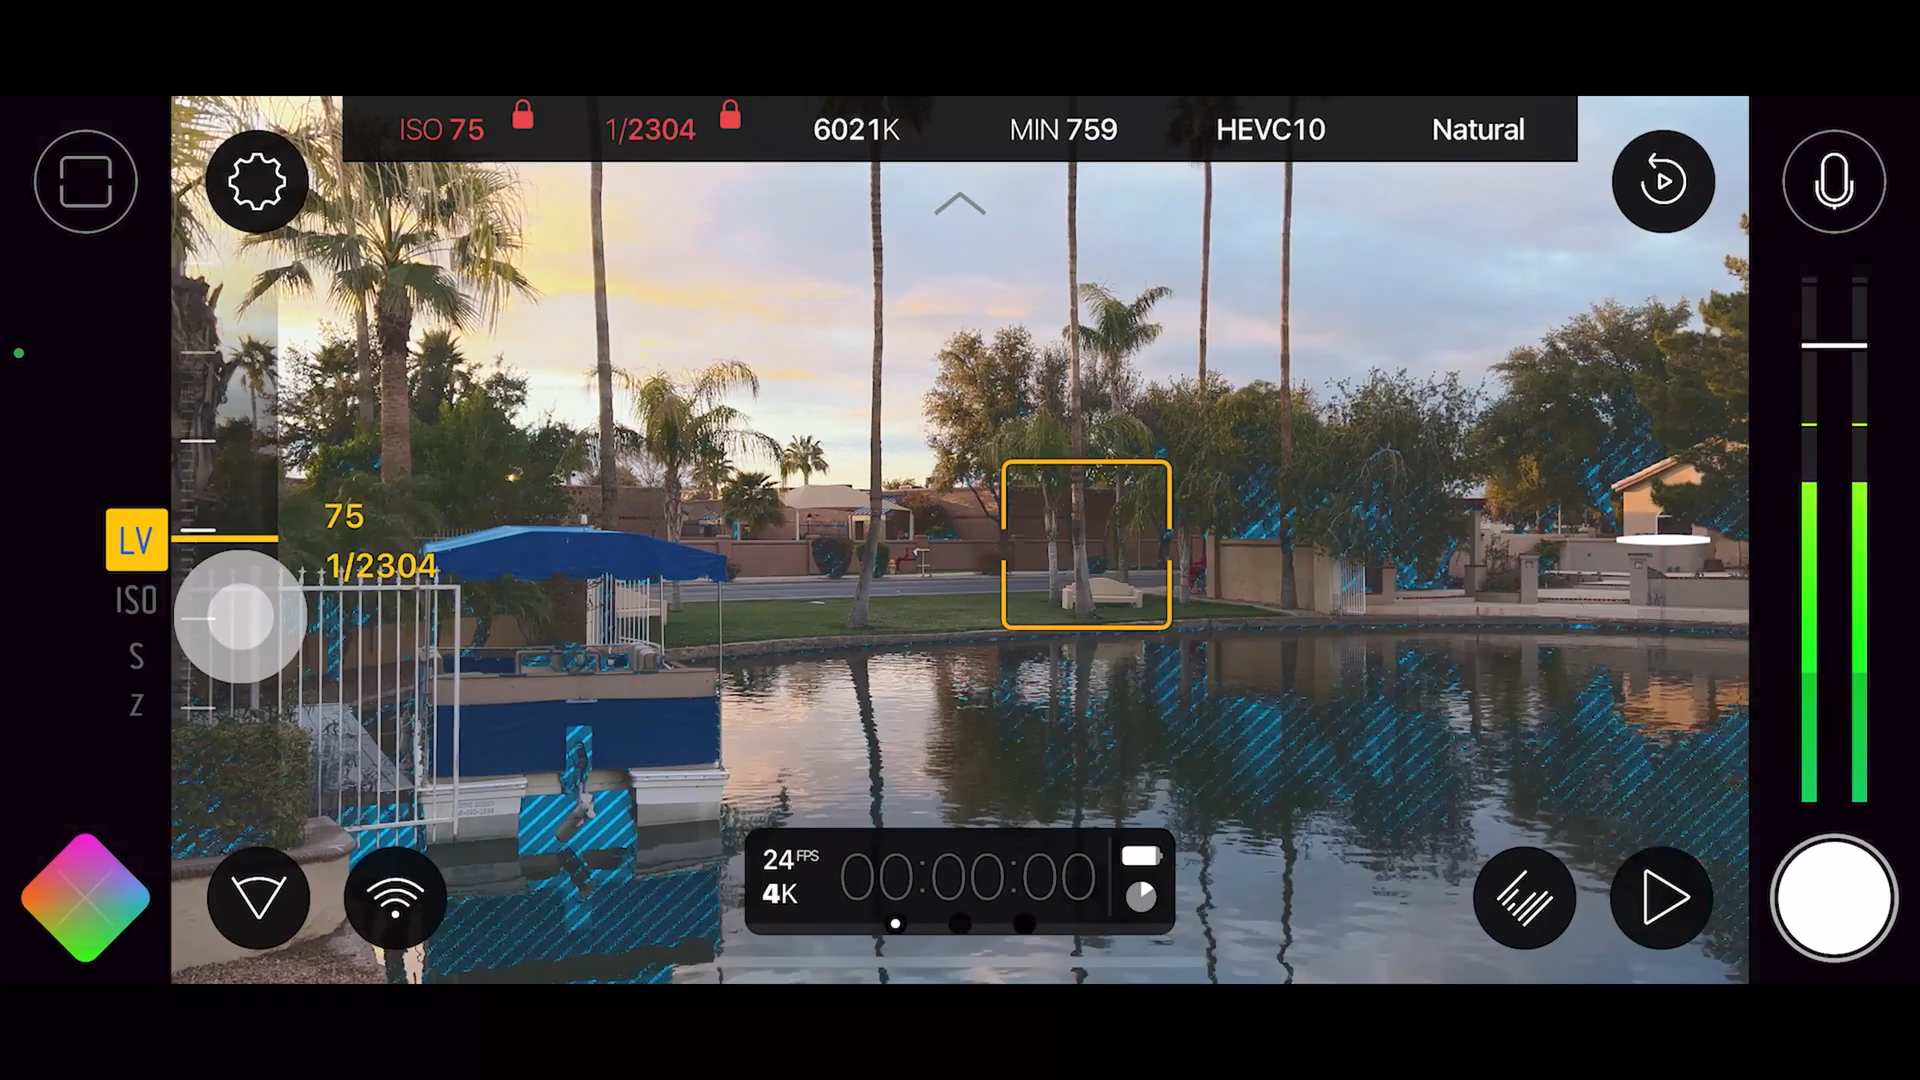 ISO 75
1/2304
6021K
MIN 759
HEVC10
Natural
75
1/2304
LV
ISO
S
Z
24 FPS
4K
00:00:00